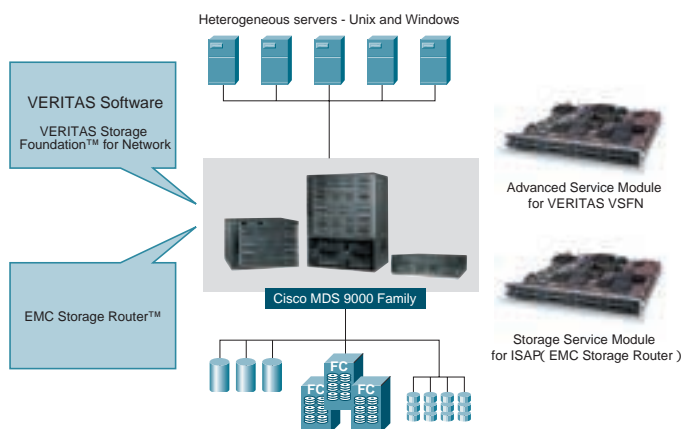 Heterogeneous servers - Unix and Windows
VERITAS Software
VERITAS Storage
Foundation™ for Network
Advanced Service Module
for VERITAS VSFN
EMC Storage Router™
Cisco MDS 9000 Family
Storage Service Module
for ISAP( EMC Storage Router )
FC
FC
FC